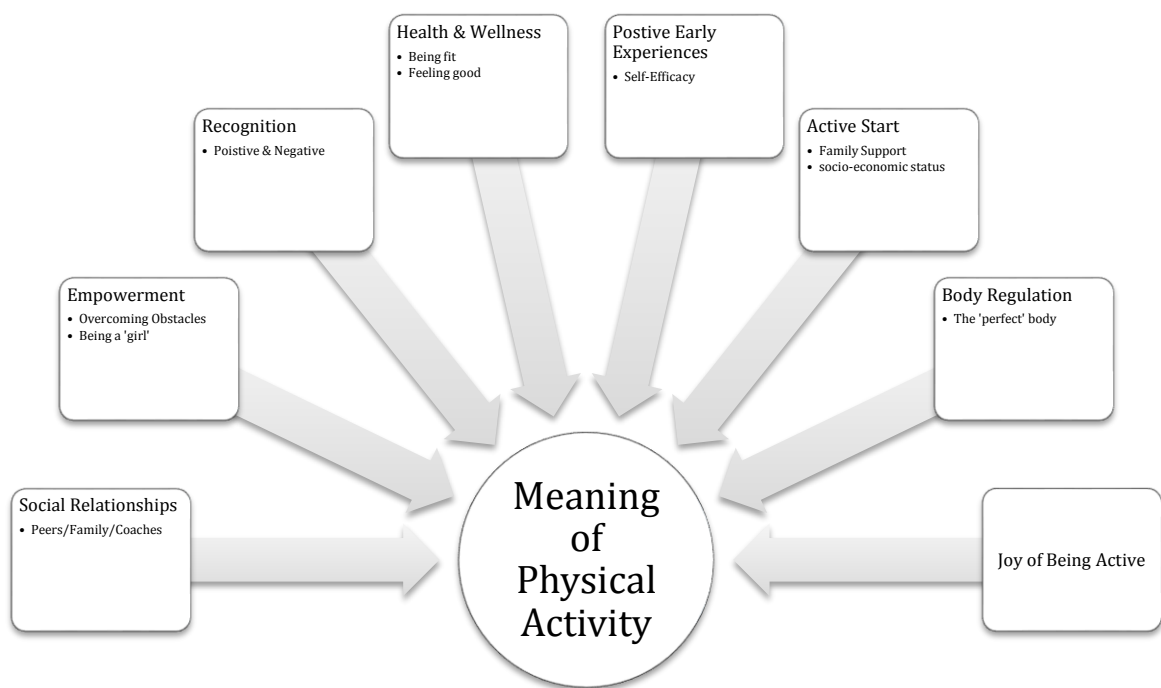 Health & Wellness
• Being fit
• Feeling good
Postive Early
Experiences
• Self-Efficacy
Recognition
• Poistive & Negative
Active Start
• Family Support
• socio-economic status
Empowerment
• Overcoming Obstacles
• Being a 'girl'
Body Regulation
• The 'perfect' body
Social Relationships
• Peers/Family/Coaches
Meaning
of
Physical
Activity
Joy of Being Active